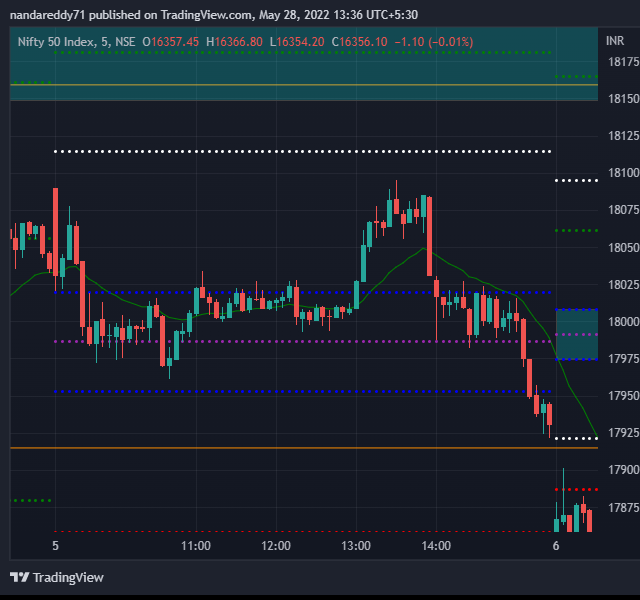 nandareddy71 published on TradingView.com, May 28, 2022 13:36 UTC+5:30
Nifty 50 Index, 5, NSE O16357.45 H16366.80 L16354.20 C16356.10 −1.10 (−0.01%)
INR
18175
18150
18125
18100
18075
18050
18025
18000
17975
17950
17925
17900
17875
5 11:00 12:00 13:00 14:00 6
TradingView